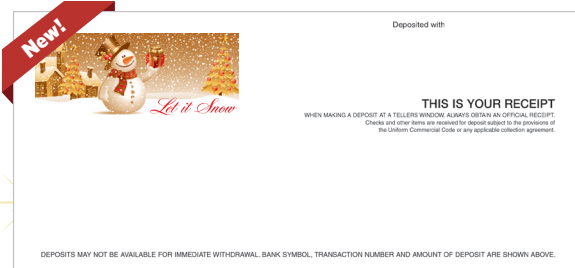 New!
Deposited with
Let it Snow
THIS IS YOUR RECEIPT
WHEN MAKING A DEPOSIT AT A TELLERS WINDOW, ALWAYS OBTAIN AN OFFICIAL RECEIPT.
Checks and other items are received for deposit subject to the provisions of
the Uniform Commercial Code or any applicable collection agreement.
DEPOSITS MAY NOT BE AVAILABLE FOR IMMEDIATE WITHDRAWAL. BANK SYMBOL, TRANSACTION NUMBER AND AMOUNT OF DEPOSIT ARE SHOWN ABOVE.